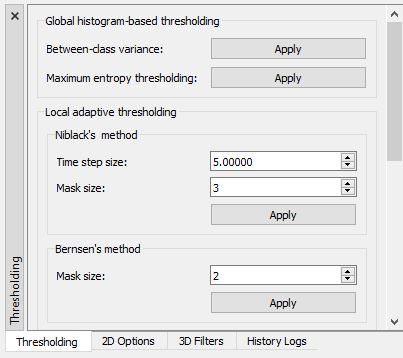 Global histogram-based thresholding
Between-class variance: Apply
Maximum entropy thresholding: Apply
Local adaptive thresholding
Niblack's method
Time step size: 5.00000
Mask size: 3
Apply
Bernsen's method
Mask size: 2
Apply
Thresholding
Thresholding 2D Options 3D Filters History Logs